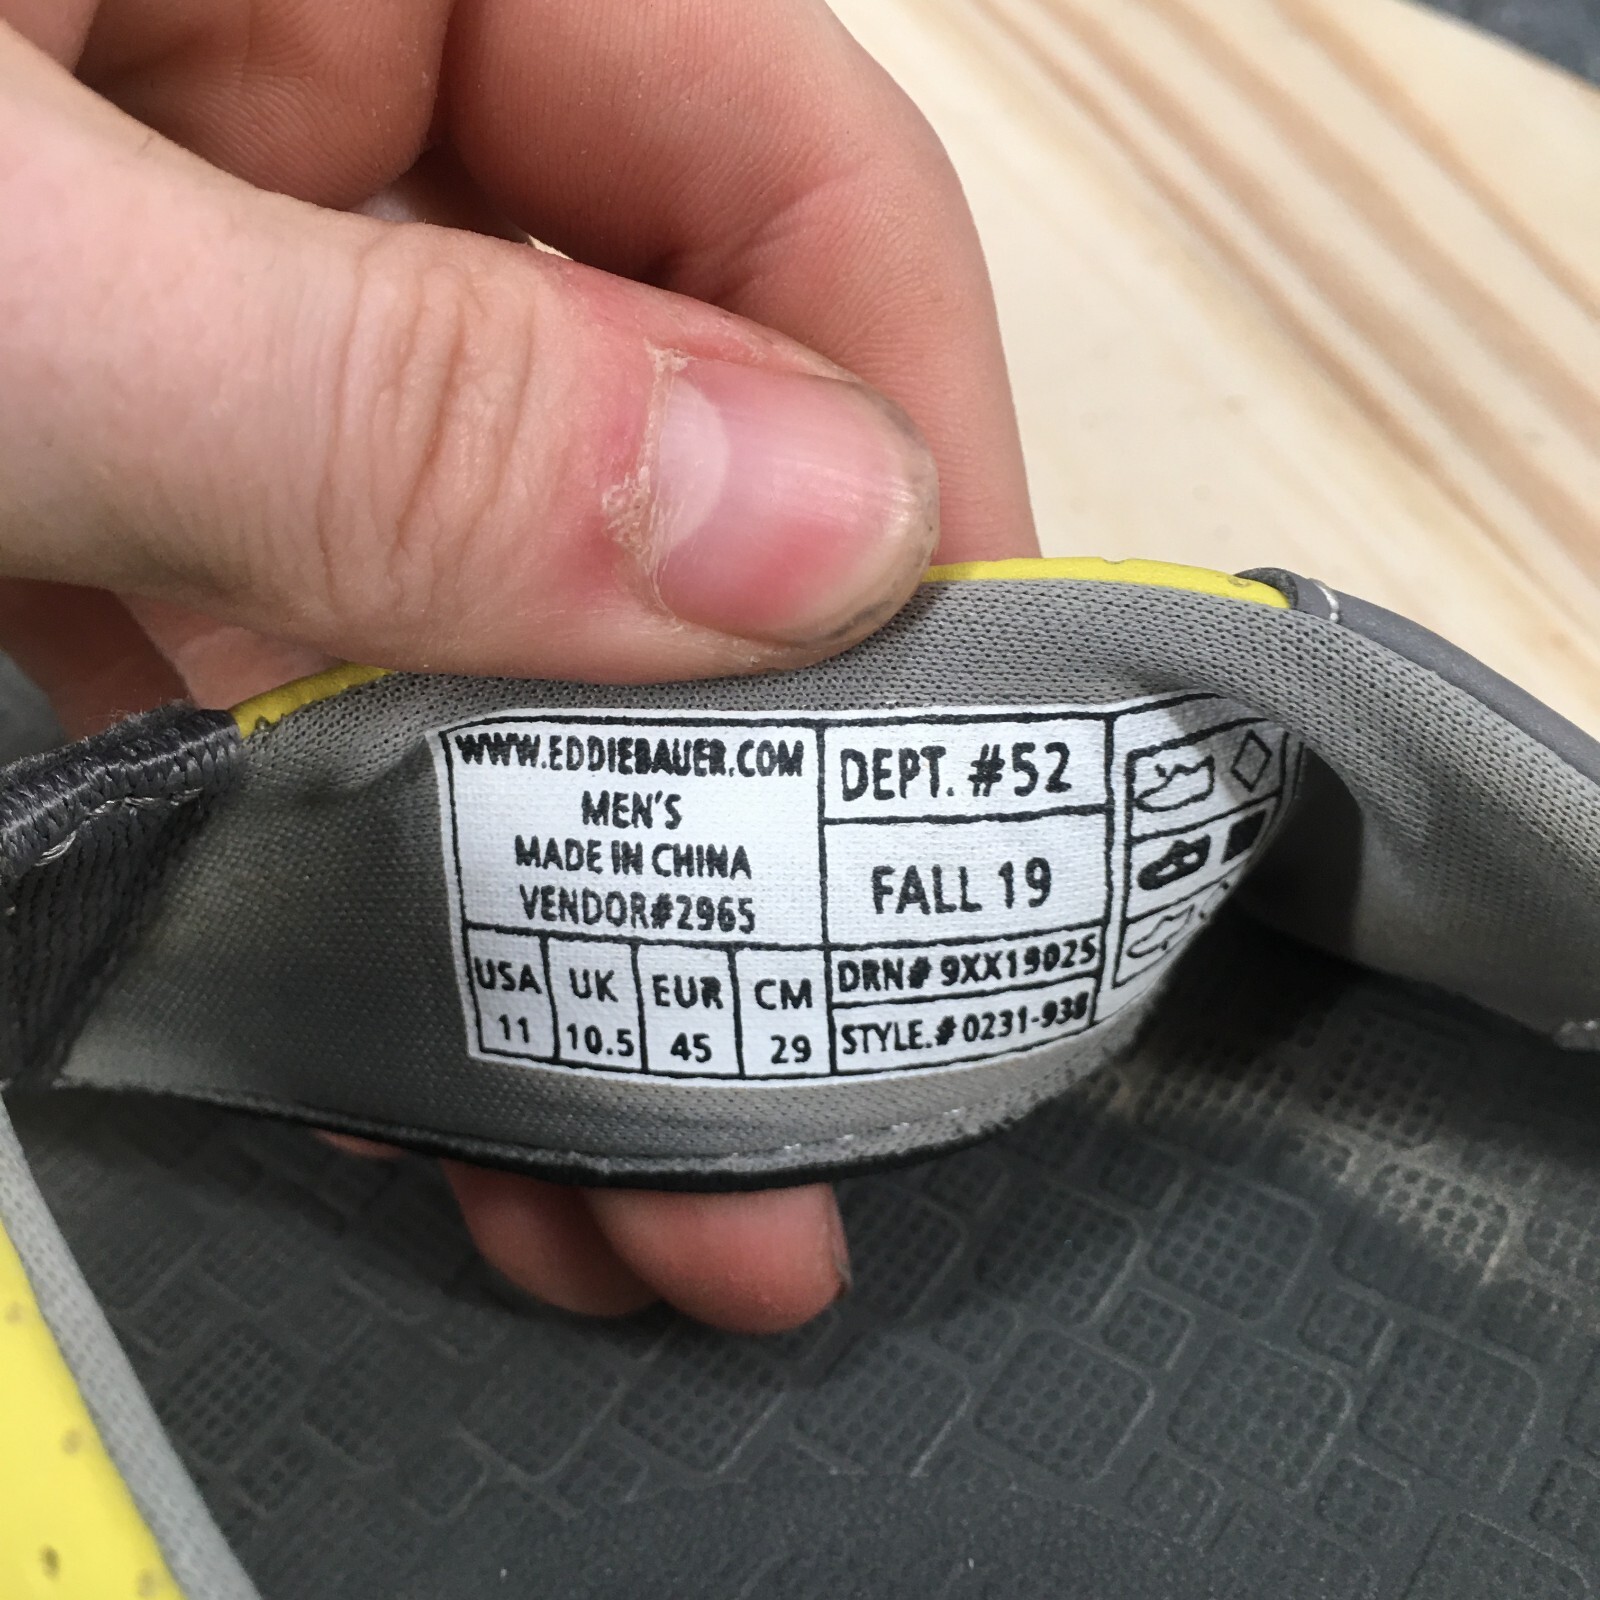 WWW.EDDIEBAUER.COM
MEN'S
MADE IN CHINA
VENDOR#2965
USA UK EUR CM
11 10.5 45 29
DEPT. #52
FALL 19
DRN# 9XX19025
STYLE.# 0231-938